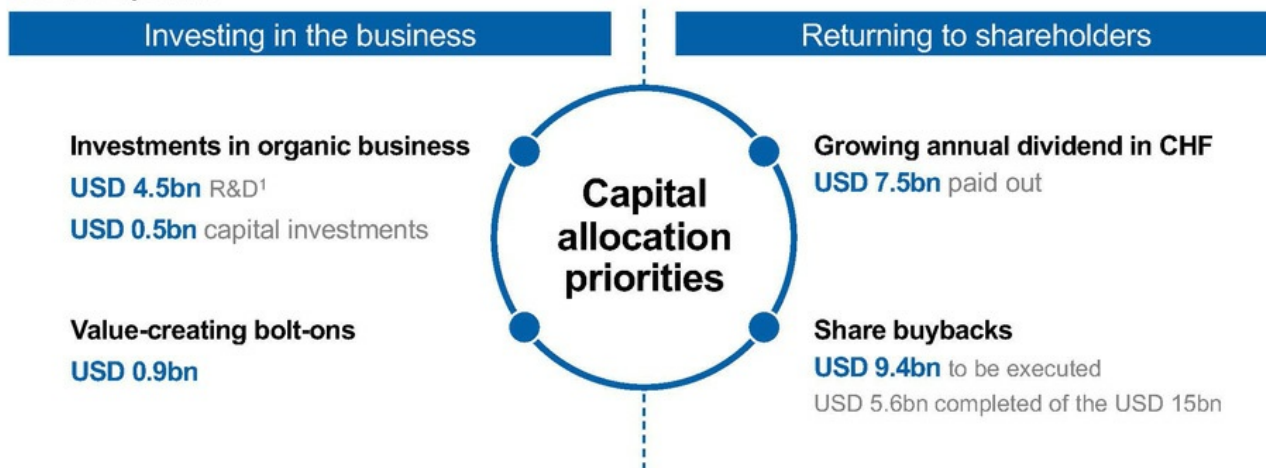 Investing in the business
Returning to shareholders
Investments in organic business
USD 4.5bn R&D¹
USD 0.5bn capital investments
Value-creating bolt-ons
USD 0.9bn
Capital
allocation
priorities
Growing annual dividend in CHF
USD 7.5bn paid out
Share buybacks
USD 9.4bn to be executed
USD 5.6bn completed of the USD 15bn